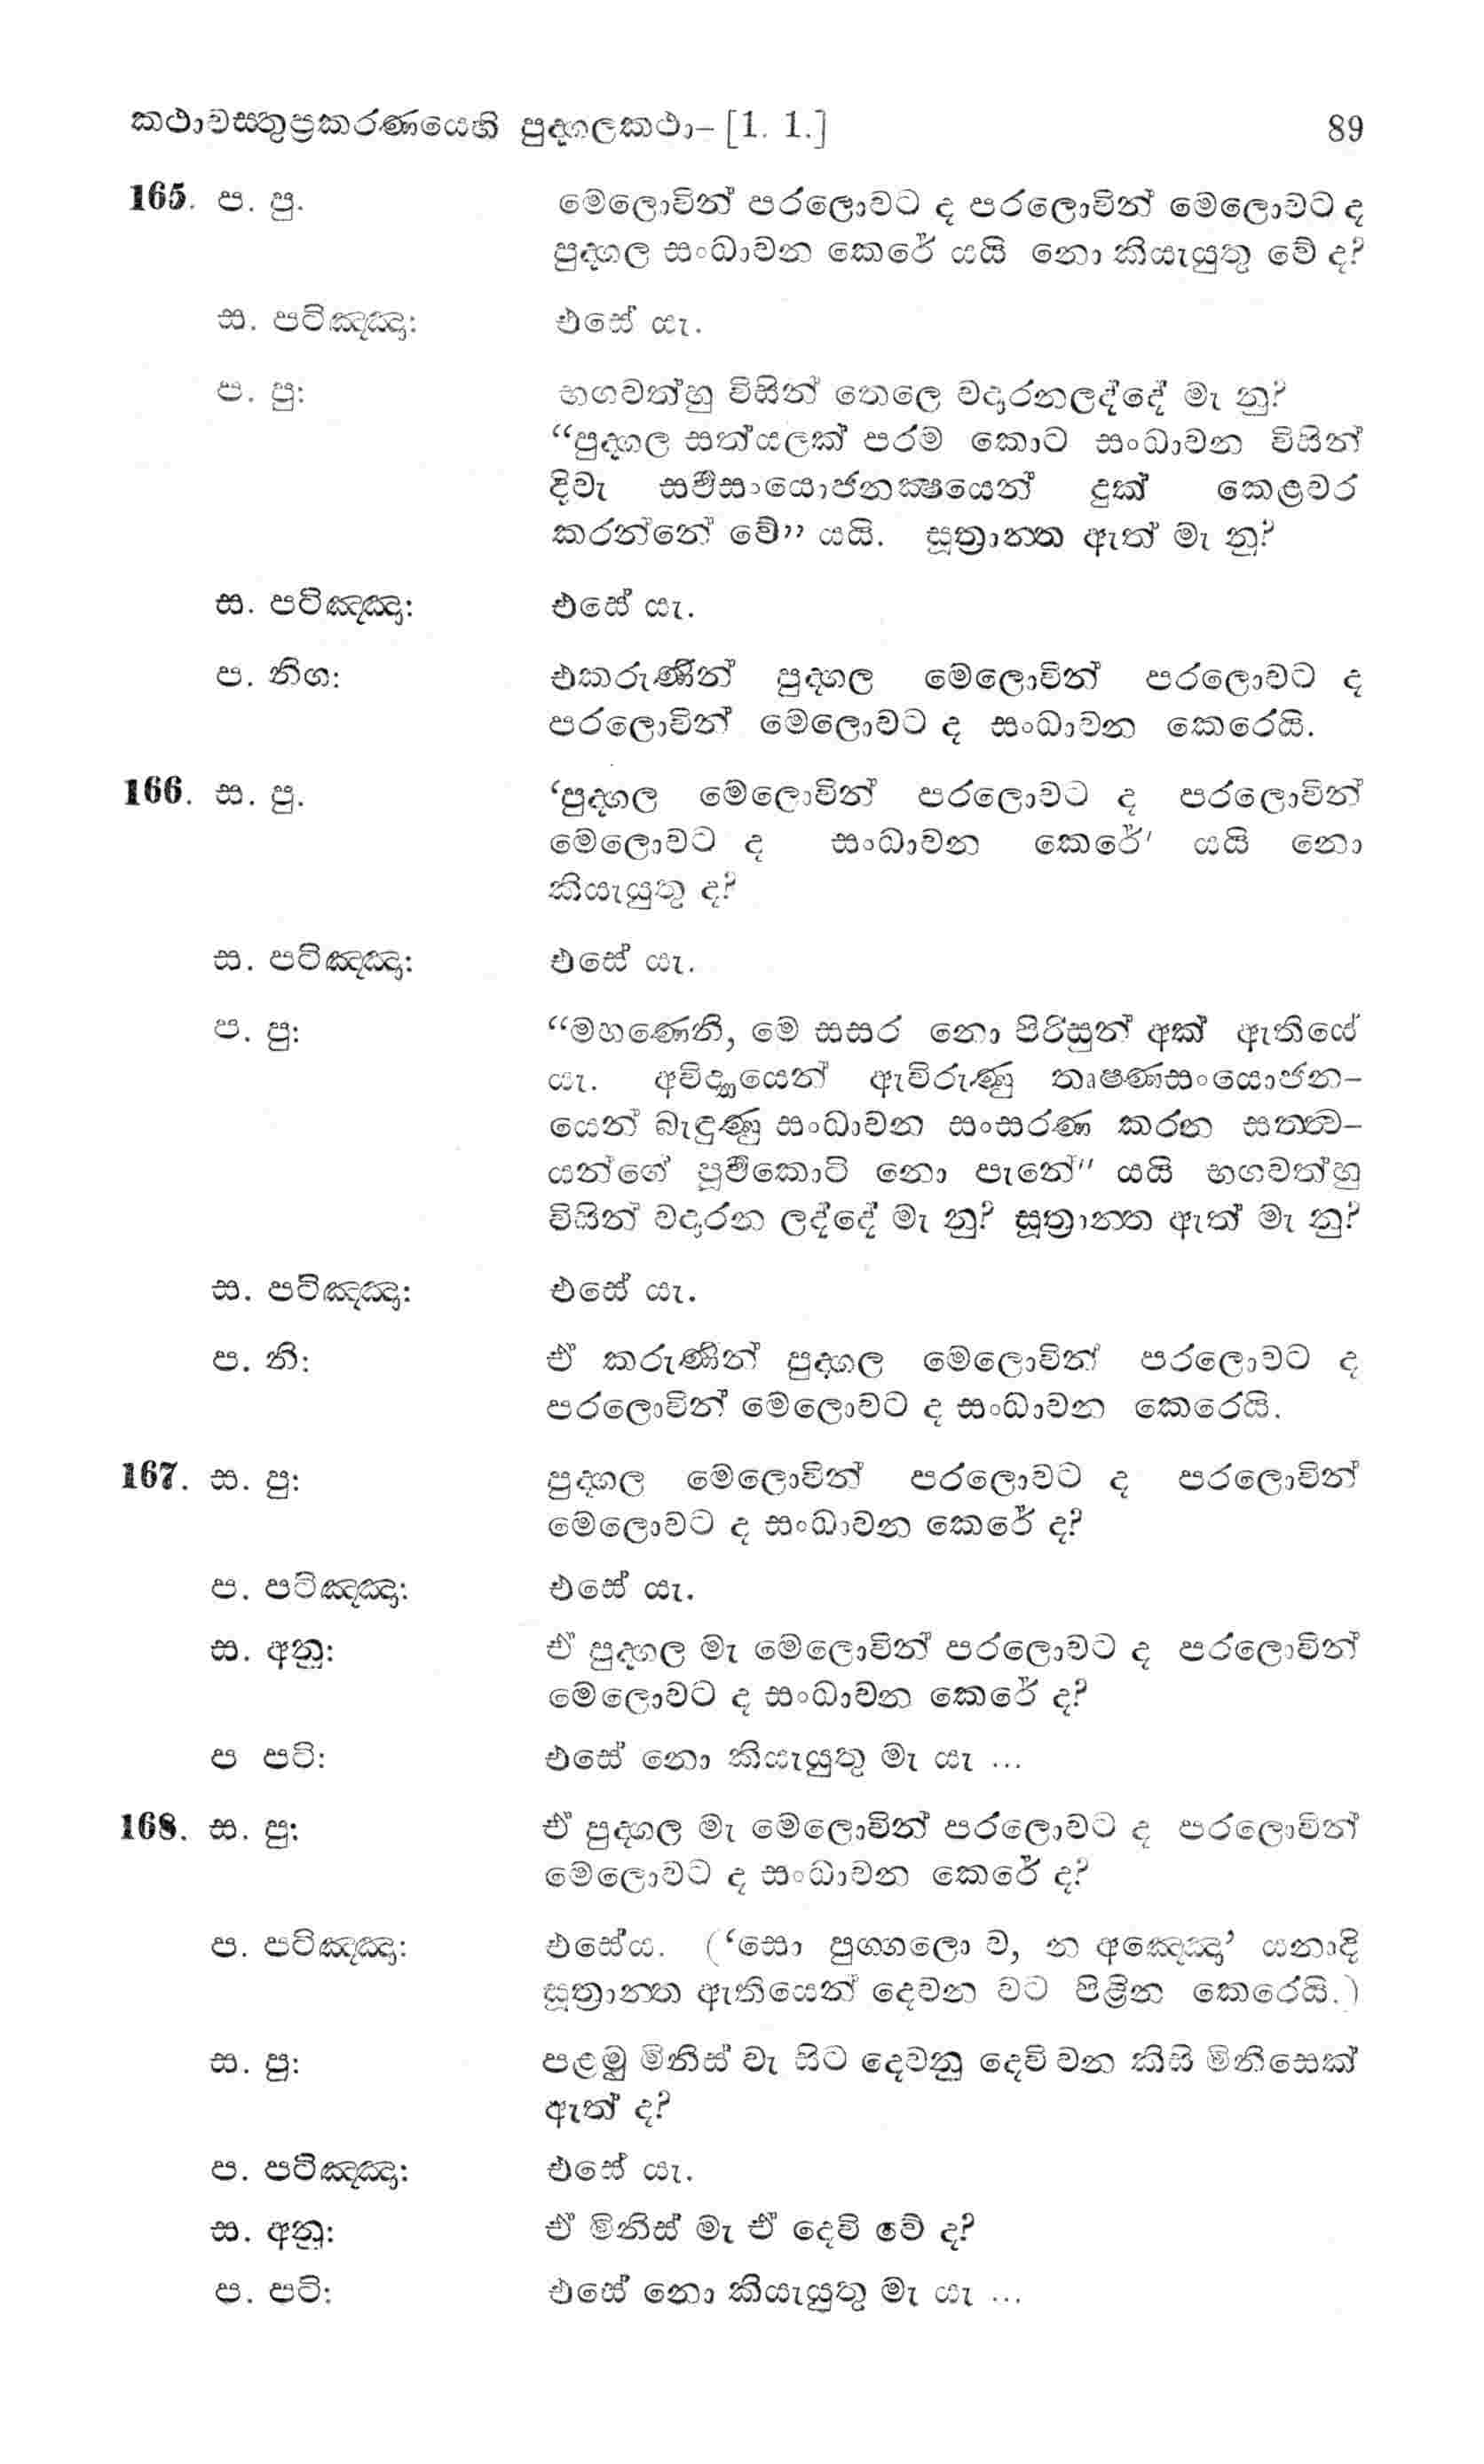 කථාවස්තුප්‍රකරණයෙහි පුද්ගලකථා– [1. 1.] 89
165. ප. පු. මෙලොවින් පරලොවට ද පරලොවින් මෙලොවට ද
පුද්ගල සංධාවන කෙරේ යයි නො කියැයුතු වේ ද?
ස. පටිඤ්ඤා: එසේ යැ.
ප. පු: භගවත්හු විසින් තෙලෙ වදාරනලද්දේ මැ නු?
“පුද්ගල සත්යලක් පරම කොට සංධාවන විසින්
දිවැ සර්‍වසංයොජනක්‍ෂයෙන් දුක් කෙළවර
කරන්නේ වේ” යයි. සූත්‍රාන්ත ඇත් මැ නු?
ස. පටිඤ්ඤා: එසේ යැ.
ප. නිග: එකරුණින් පුද්ගල මෙලොවින් පරලොවට ද
පරලොවින් මෙලොවට ද සංධාවන කෙරෙයි.
166. ස. පු. ‘පුද්ගල මෙලොවින් පරලොවට ද පරලොවින්
මෙලොවට ද සංධාවන කෙරේ’ යයි නො
කියැයුතු ද?
ස. පටිඤ්ඤා: එසේ යැ.
ප. පු: “මහණෙනි, මෙ සසර නො පිරිසුන් අක් ඇතියේ
යැ. අවිද්‍යායෙන් ඇවිරුණු තෘෂ්ණාසංයොජන–
යෙන් බැඳුණු සංධාවන සංසරණ කරන සත්ත්‍ව–
යන්ගේ පූර්‍වකොටි නො පැනේ” යයි භගවත්හු
විසින් වදාරන ලද්දේ මැ නු? සූත්‍රාන්ත ඇත් මැ නු?
ස. පටිඤ්ඤා: එසේ යැ.
ප. නි: ඒ කරුණින් පුද්ගල මෙලොවින් පරලොවට ද
පරලොවින් මෙලොවට ද සංධාවන කෙරෙයි.
167. ස. පු: පුද්ගල මෙලොවින් පරලොවට ද පරලොවින්
මෙලොවට ද සංධාවන කෙරේ ද?
ප. පටිඤ්ඤා: එසේ යැ.
ස. අනු: ඒ පුද්ගල මැ මෙලොවින් පරලොවට ද පරලොවින්
මෙලොවට ද සංධාවන කෙරේ ද?
ප පටි: එසේ නො කියැයුතු මැ යැ ...
168. ස. පු: ඒ පුද්ගල මැ මෙලොවින් පරලොවට ද පරලොවින්
මෙලොවට ද සංධාවන කෙරේ ද?
ප. පටිඤ්ඤා: එසේය. (‘සො පුග්ගලො ව, න අඤ්ඤො’ යනාදි
සූත්‍රාන්ත ඇතියෙන් දෙවන වට පිළින කෙරෙයි.)
ස. පු: පළමු මිනිස් වැ සිට දෙවනු දෙවි වන කිසි මිනිසෙක්
ඇත් ද?
ප. පටිඤ්ඤා: එසේ යැ.
ස. අනු: ඒ මිනිස් මැ ඒ දෙවි වේ ද?
ප. පටි: එසේ නො කියැයුතු මැ යැ ...